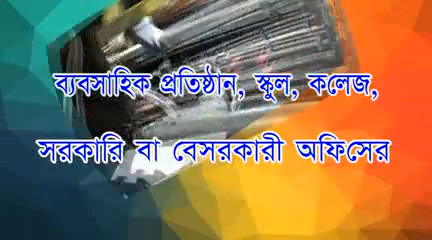 ব্যবসাহিক প্রতিষ্ঠান, স্কুল, কলেজ,
সরকারি বা বেসরকারী অফিসের